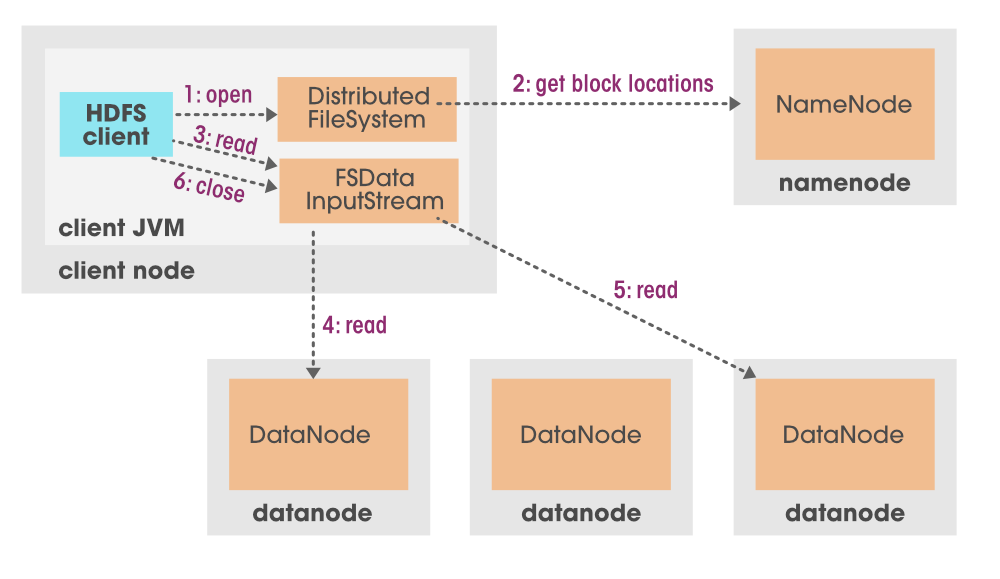 HDFS
client
1: open
Distributed
FileSystem
2: get block locations
NameNode
namenode
3: read
6: close
FSData
InputStream
client JVM
client node
4: read
5: read
DataNode
datanode
DataNode
datanode
DataNode
datanode